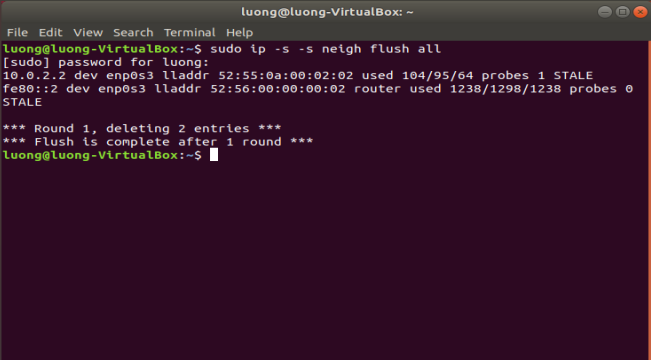 luong@luong-VirtualBox: ~
File Edit View Search Terminal Help
luong@luong-VirtualBox:~$ sudo ip -s -s neigh flush all
[sudo] password for luong:
10.0.2.2 dev enp0s3 lladdr 52:55:0a:00:02:02 used 104/95/64 probes 1 STALE
fe80::2 dev enp0s3 lladdr 52:56:00:00:00:02 router used 1238/1298/1238 probes 0
STALE
*** Round 1, deleting 2 entries ***
*** Flush is complete after 1 round ***
luong@luong-VirtualBox:~$